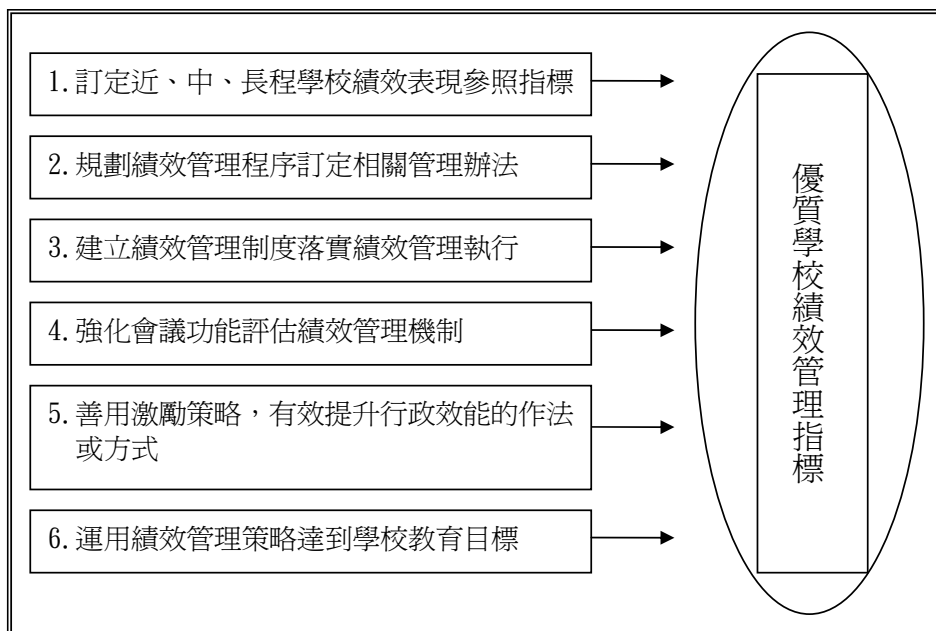 1.訂定近、中、長程學校績效表現參照指標
2.規劃績效管理程序訂定相關管理辦法
3.建立績效管理制度落實績效管理執行
4.強化會議功能評估績效管理機制
5.善用激勵策略，有效提升行政效能的作法
或方式
6.運用績效管理策略達到學校教育目標
優質學校績效管理指標